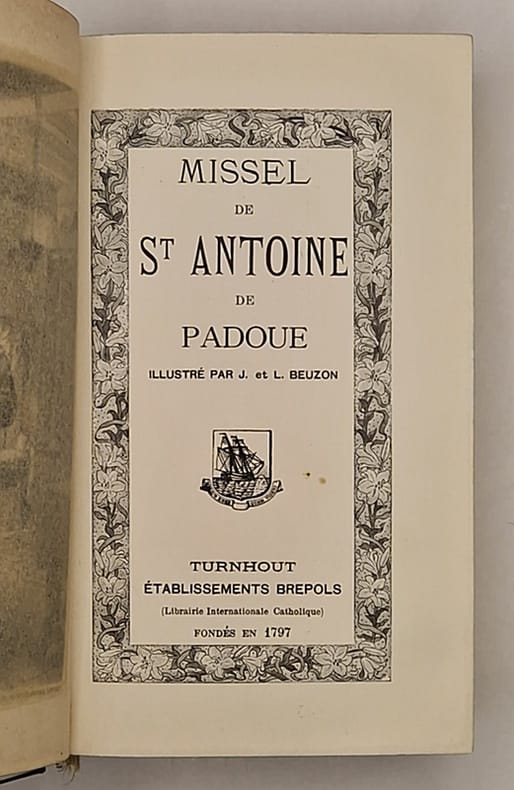 MISSEL
DE
ST ANTOINE
DE
PADOUE
ILLUSTRÉ PAR J. et L. BEUZON
TURNHOUT
ÉTABLISSEMENTS BREPOLS
(Librairie Internationale Catholique)
FONDÉS EN 1797